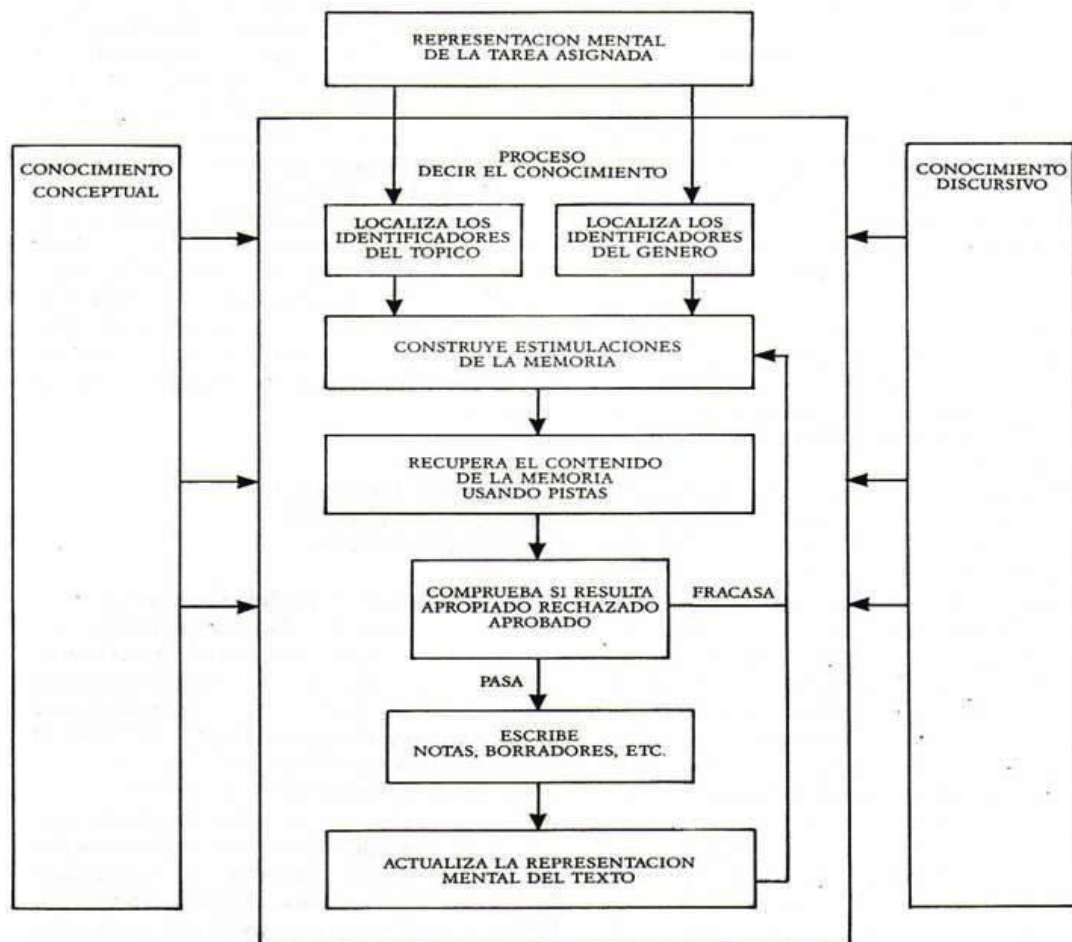 REPRESENTACION MENTAL
DE LA TAREA ASIGNADA
CONOCIMIENTO
CONCEPTUAL
PROCESO
DECIR EL CONOCIMIENTO
CONOCIMIENTO
DISCURSIVO
LOCALIZA LOS
IDENTIFICADORES
DEL TOPICO
LOCALIZA LOS
IDENTIFICADORES
DEL GENERO
CONSTRUYE ESTIMULACIONES
DE LA MEMORIA
RECUPERA EL CONTENIDO
DE LA MEMORIA
USANDO PISTAS
COMPRUEBA SI RESULTA
APROPIADO RECHAZADO
APROBADO
FRACASA
PASA
ESCRIBE
NOTAS, BORRADORES, ETC.
ACTUALIZA LA REPRESENTACION
MENTAL DEL TEXTO